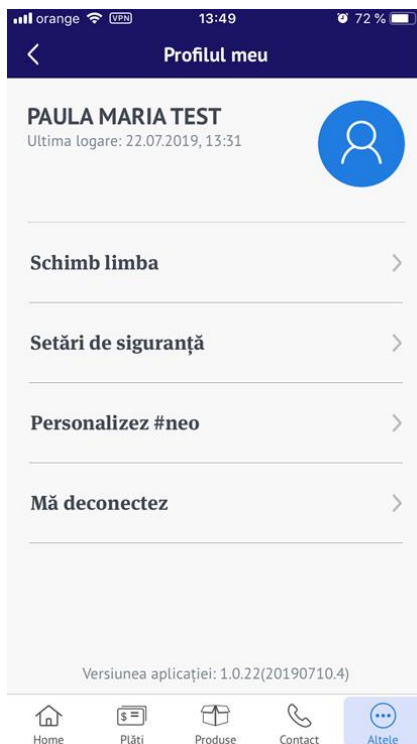 orange VPN 13:49 72 %
Profilul meu
PAULA MARIA TEST
Ultima logare: 22.07.2019, 13:31
Schimb limba
Setări de siguranță
Personalizez #neo
Mă deconectez
Versiunea aplicației: 1.0.22(20190710.4)
Home Plăti Produse Contact Altele